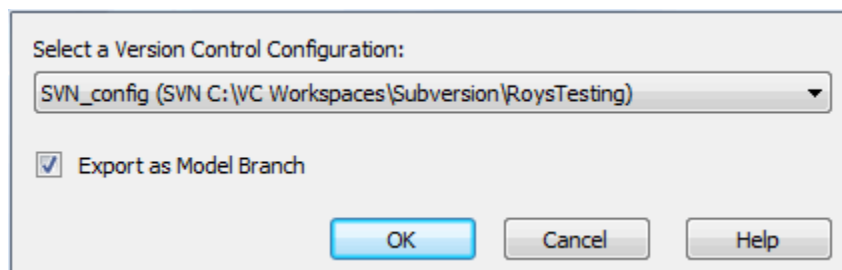 Select a Version Control Configuration:
SVN_config (SVN C:\VC Workspaces\Subversion\RoysTesting)
Export as Model Branch
OK Cancel Help